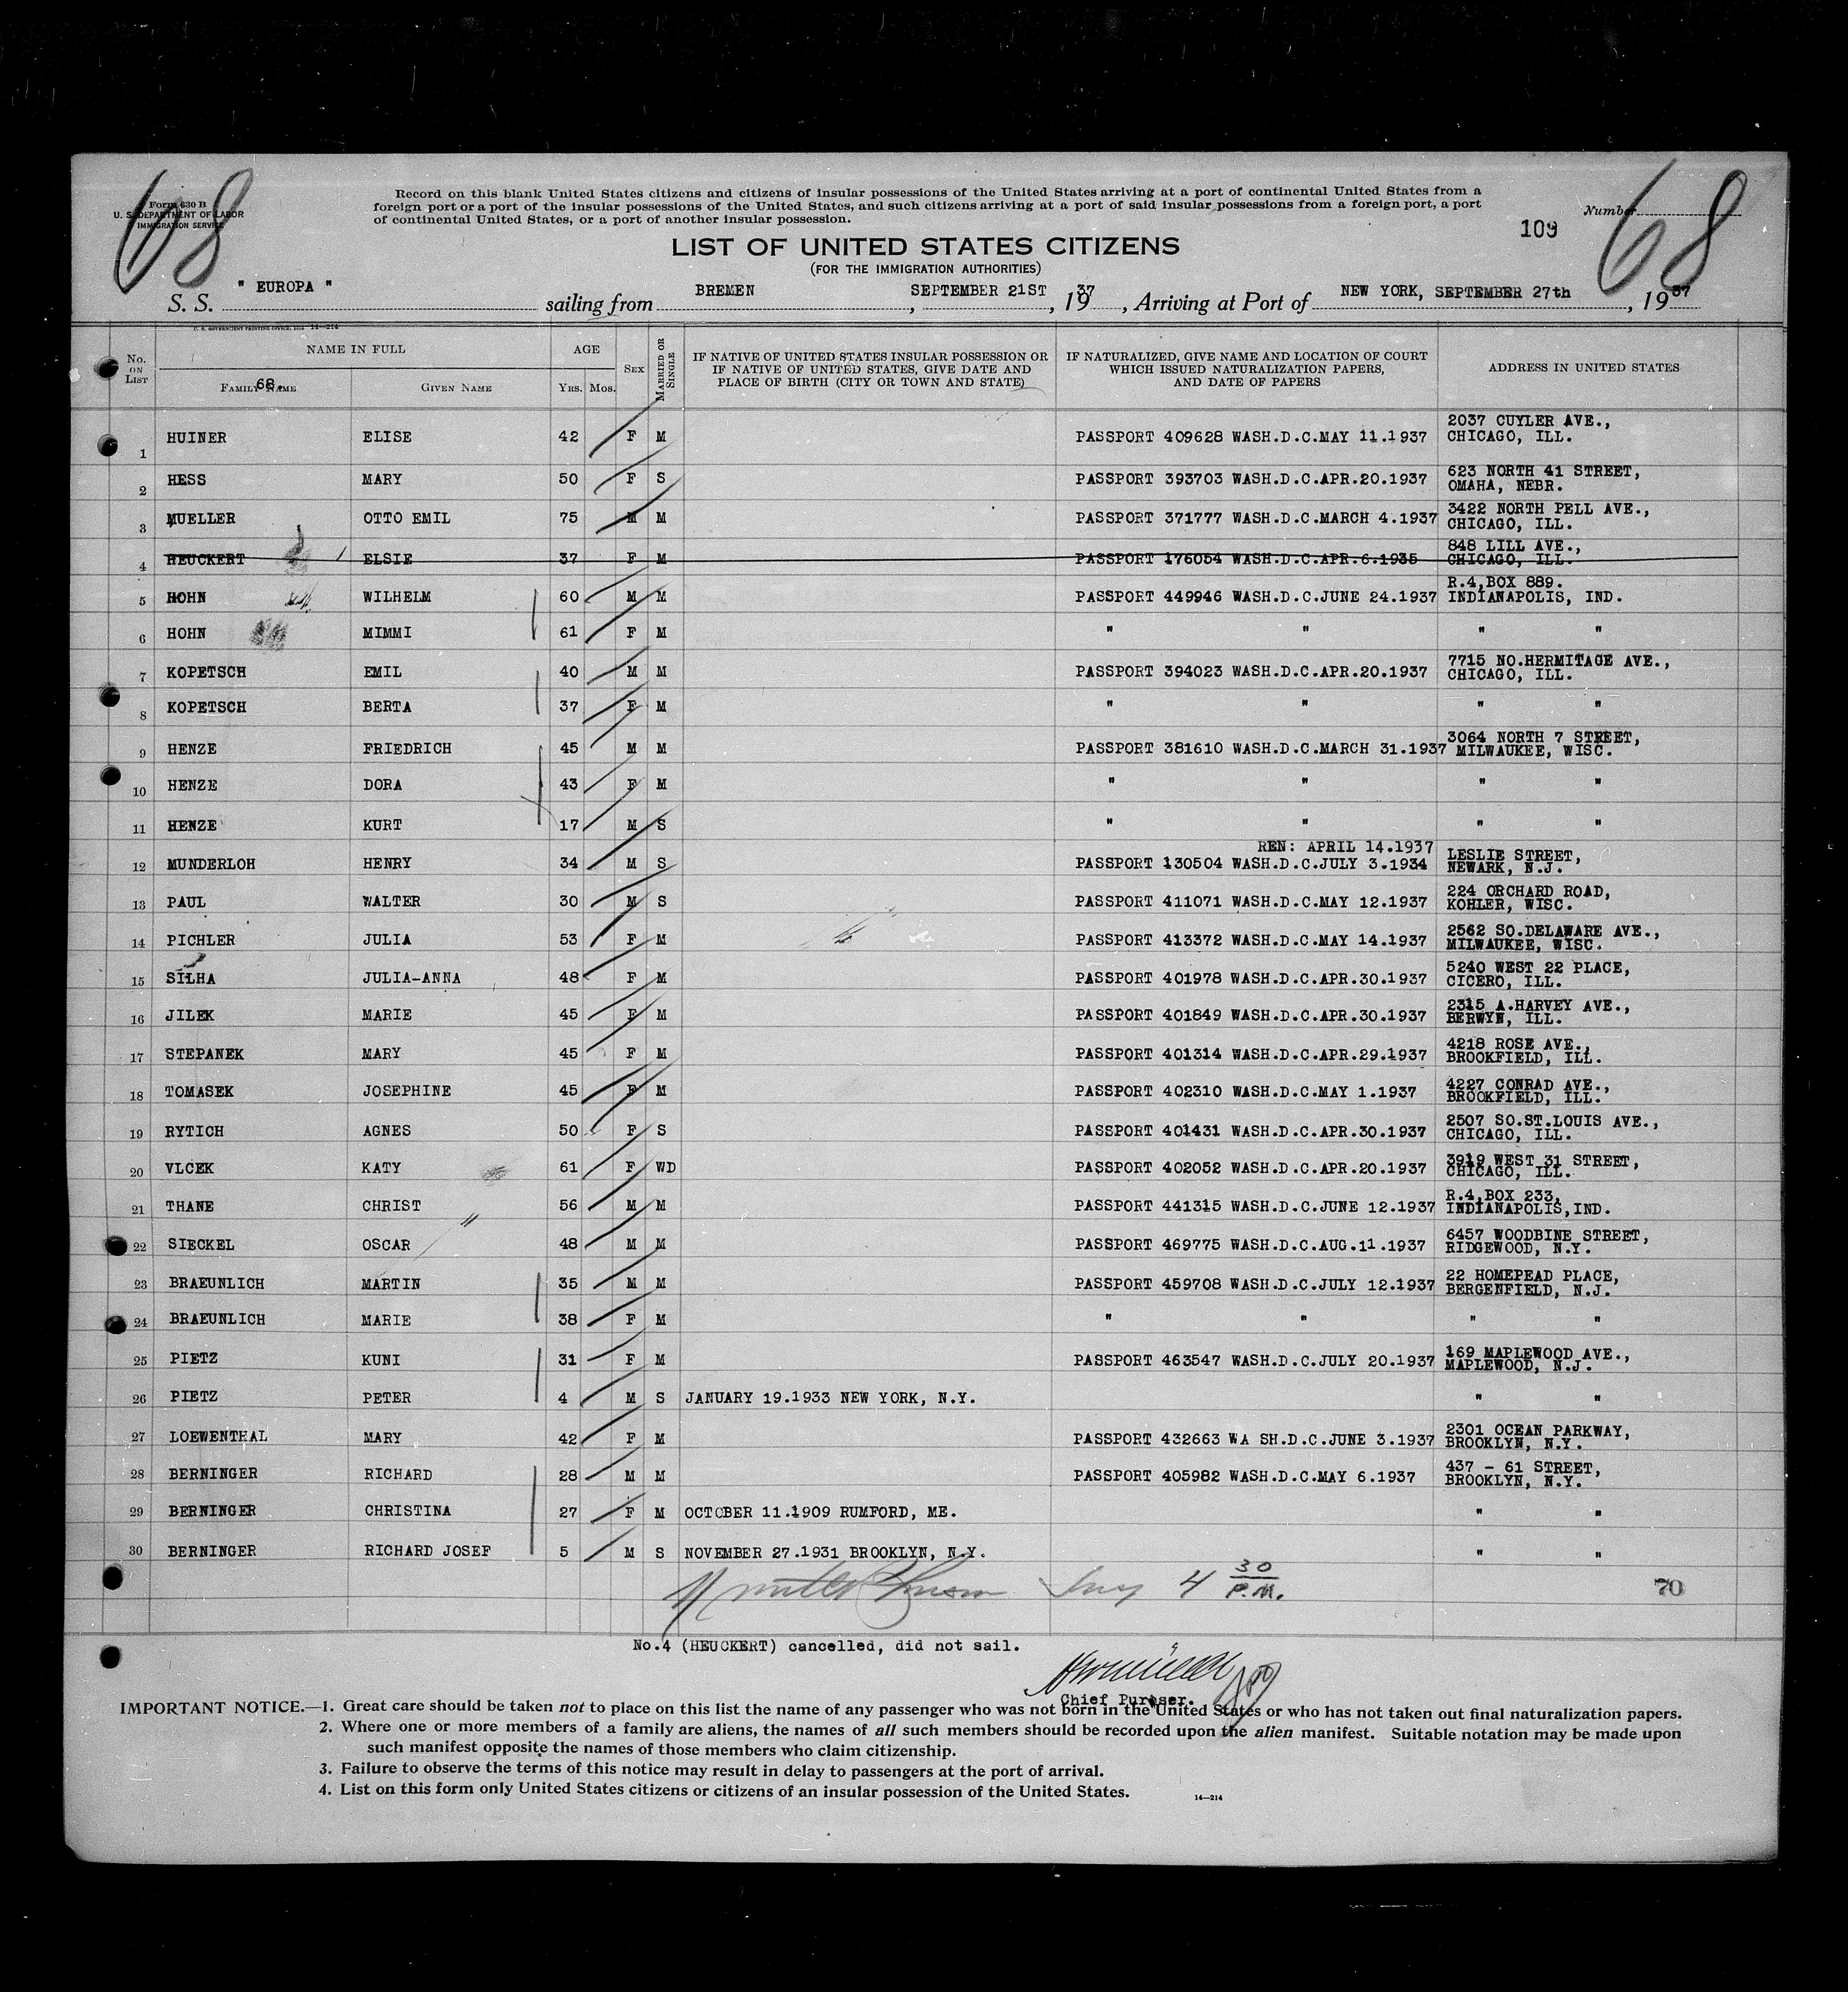 68 68
Form 630 B
U. S. DEPARTMENT OF LABOR
IMMIGRATION SERVICE
Record on this blank United States citizens and citizens of insular possessions of the United States arriving at a port of continental United States from a
foreign port or a port of the insular possessions of the United States, and such citizens arriving at a port of said insular possessions from a foreign port, a port
of continental United States, or a port of another insular possession.
Number
109
LIST OF UNITED STATES CITIZENS
(FOR THE IMMIGRATION AUTHORITIES)
S. S. " EUROPA " sailing from BREMEN , SEPTEMBER 21ST , 1937 , Arriving at Port of NEW YORK, SEPTEMBER 27th , 1937
U. S. GOVERNMENT PRINTING OFFICE 14—214
No. ON LIST NAME IN FULL AGE SEX MARRIED OR SINGLE IF NATIVE OF UNITED STATES INSULAR POSSESSION OR IF NATIVE OF UNITED STATES, GIVE DATE AND PLACE OF BIRTH (CITY OR TOWN AND STATE) IF NATURALIZED, GIVE NAME AND LOCATION OF COURT WHICH ISSUED NATURALIZATION PAPERS, AND DATE OF PAPERS ADDRESS IN UNITED STATES
68. FAMILY NAME GIVEN NAME YRS. MOS.
1 HUINER ELISE 42 F M PASSPORT 409628 WASH.D.C.MAY 11.1937 2037 CUYLER AVE., CHICAGO, ILL.
2 HESS MARY 50 F S PASSPORT 393703 WASH.D.C.APR.20.1937 623 NORTH 41 STREET, OMAHA, NEBR.
3 MUELLER OTTO EMIL 75 M M PASSPORT 371777 WASH.D.C.MARCH 4.1937 3422 NORTH PELL AVE., CHICAGO, ILL.
4 HEUCKERT ELSIE 37 F M PASSPORT 176054 WASH.D.C.APR.6.1935 848 LILL AVE., CHICAGO, ILL.
5 HOHN WILHELM 60 M M PASSPORT 449946 WASH.D.C.JUNE 24.1937 R.4,BOX 889. INDIANAPOLIS, IND.
6 HOHN MIMMI 61 F M " " " "
7 KOPETSCH EMIL 40 M M PASSPORT 394023 WASH.D.C.APR.20.1937 7715 NO.HERMITAGE AVE., CHICAGO, ILL.
8 KOPETSCH BERTA 37 F M " " " "
9 HENZE FRIEDRICH 45 M M PASSPORT 381610 WASH.D.C.MARCH 31.1937 3064 NORTH 7 STREET, MILWAUKEE, WISC.
10 HENZE DORA 43 F M " " " "
11 HENZE KURT 17 M S " " " "
12 MUNDERLOH HENRY 34 M S REN: APRIL 14.1937 PASSPORT 130504 WASH.D.C.JULY 3.1934 LESLIE STREET, NEWARK, N.J.
13 PAUL WALTER 30 M S PASSPORT 411071 WASH.D.C.MAY 12.1937 224 ORCHARD ROAD, KOHLER, WISC.
14 PICHLER JULIA 53 F M PASSPORT 413372 WASH.D.C.MAY 14.1937 2562 SO.DELAWARE AVE., MILWAUKEE, WISC.
15 SILHA JULIA-ANNA 48 F M PASSPORT 401978 WASH.D.C.APR.30.1937 5240 WEST 22 PLACE, CICERO, ILL.
16 JILEK MARIE 45 F M PASSPORT 401849 WASH.D.C.APR.30.1937 2315 A.HARVEY AVE., BERWYN, ILL.
17 STEPANEK MARY 45 F M PASSPORT 401314 WASH.D.C.APR.29.1937 4218 ROSE AVE., BROOKFIELD, ILL.
18 TOMASEK JOSEPHINE 45 F M PASSPORT 402310 WASH.D.C.MAY 1.1937 4227 CONRAD AVE., BROOKFIELD, ILL.
19 RYTICH AGNES 50 F S PASSPORT 401431 WASH.D.C.APR.30.1937 2507 SO.ST.LOUIS AVE., CHICAGO, ILL.
20 VLCEK KATY 61 F WD PASSPORT 402052 WASH.D.C.APR.20.1937 3919 WEST 31 STREET, CHICAGO, ILL.
21 THANE CHRIST 56 M M PASSPORT 441315 WASH.D.C.JUNE 12.1937 R.4,BOX 233, INDIANAPOLIS,IND.
22 SIECKEL OSCAR 48 M M PASSPORT 469775 WASH.D.C.AUG.11.1937 6457 WOODBINE STREET, RIDGEWOOD, N.Y.
23 BRAEUNLICH MARTIN 35 M M PASSPORT 459708 WASH.D.C.JULY 12.1937 22 HOMEPEAD PLACE, BERGENFIELD, N.J.
24 BRAEUNLICH MARIE 38 F M " " " "
25 PIETZ KUNI 31 F M PASSPORT 463547 WASH.D.C.JULY 20.1937 169 MAPLEWOOD AVE., MAPLEWOOD, N.J.
26 PIETZ PETER 4 M S JANUARY 19.1933 NEW YORK, N.Y. " "
27 LOEWENTHAL MARY 42 F M PASSPORT 432663 WA SH.D.C.JUNE 3.1937 2301 OCEAN PARKWAY, BROOKLYN, N.Y.
28 BERNINGER RICHARD 28 M M PASSPORT 405982 WASH.D.C.MAY 6.1937 437 - 61 STREET, BROOKLYN, N.Y.
29 BERNINGER CHRISTINA 27 F M OCTOBER 11.1909 RUMFORD, ME. " "
30 BERNINGER RICHARD JOSEF 5 M S NOVEMBER 27.1931 BROOKLYN, N.Y. " "
4 30 P.M. 70
No.4 (HEUCKERT) cancelled, did not sail.
Chief Purser.
IMPORTANT NOTICE.—1. Great care should be taken not to place on this list the name of any passenger who was not born in the United States or who has not taken out final naturalization papers.
2. Where one or more members of a family are aliens, the names of all such members should be recorded upon the alien manifest. Suitable notation may be made upon
such manifest opposite the names of those members who claim citizenship.
3. Failure to observe the terms of this notice may result in delay to passengers at the port of arrival.
4. List on this form only United States citizens or citizens of an insular possession of the United States.
14—214